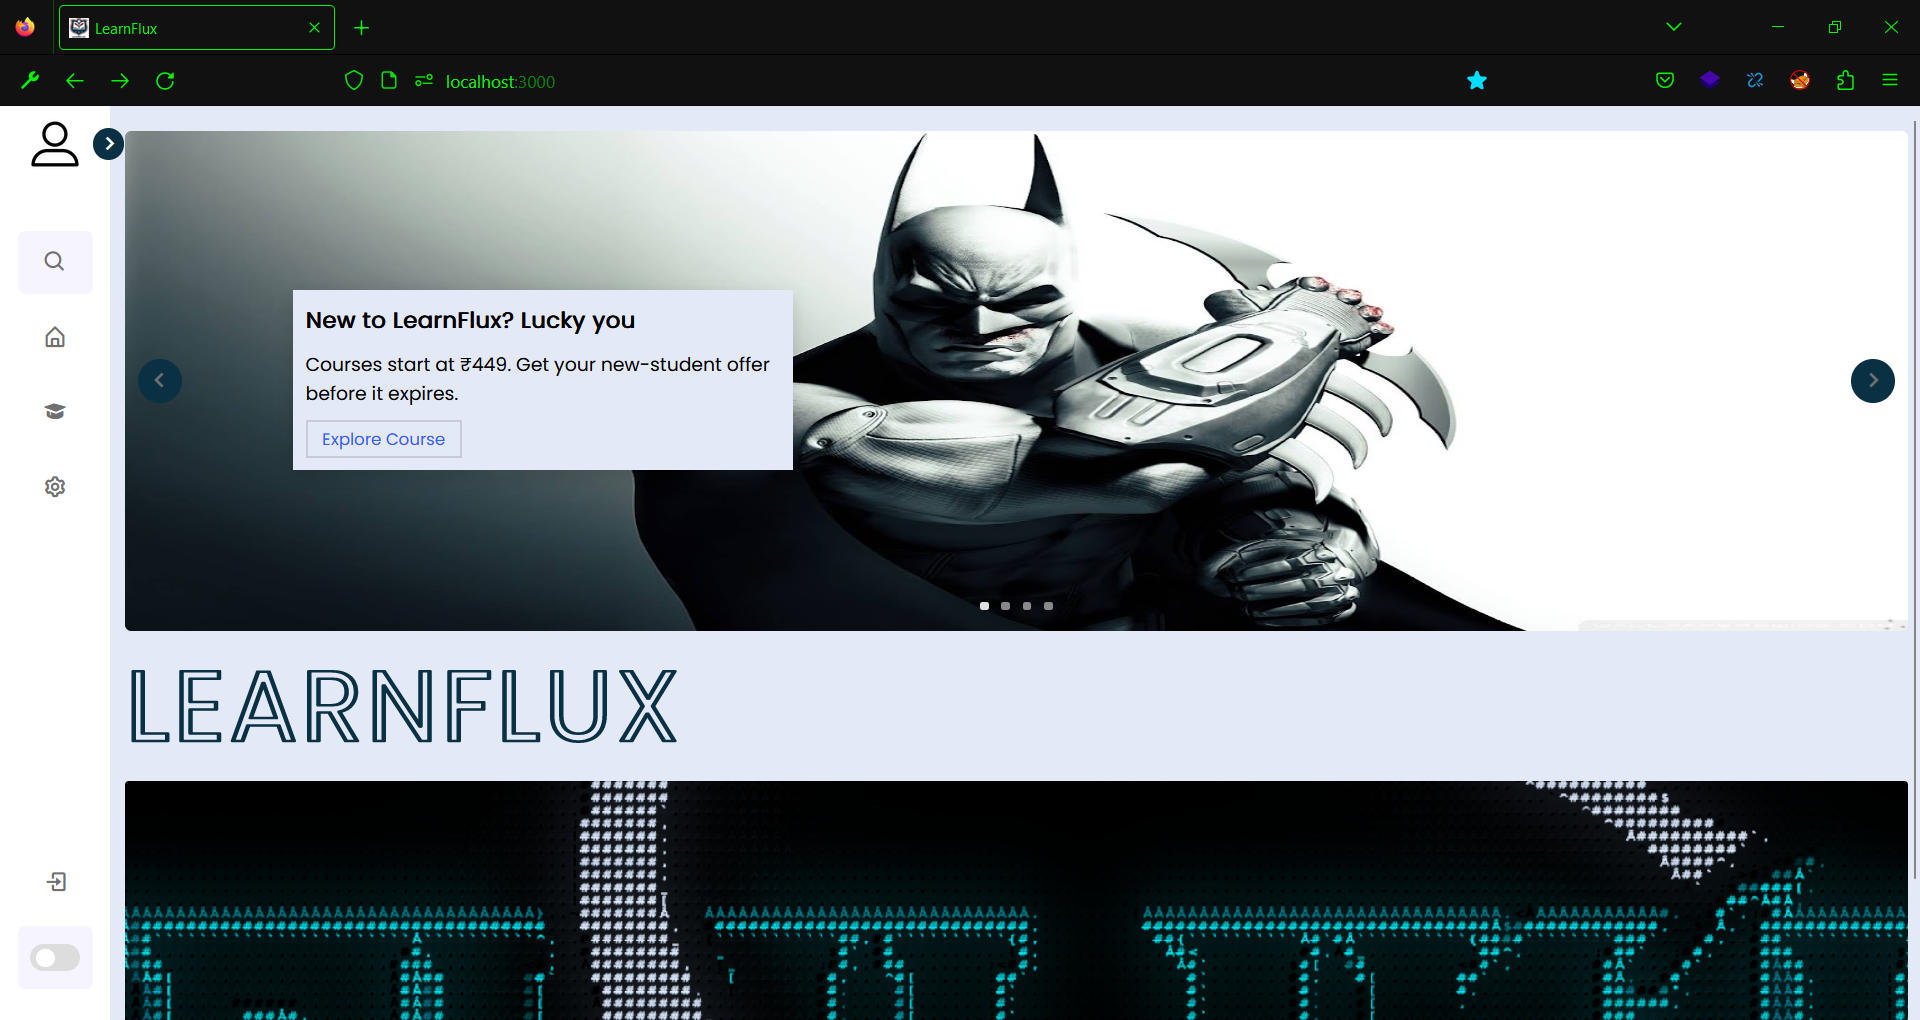 LearnFlux
localhost:3000
New to LearnFlux? Lucky you
Courses start at ₹449. Get your new-student offer
before it expires.
Explore Course
LEARNFLUX